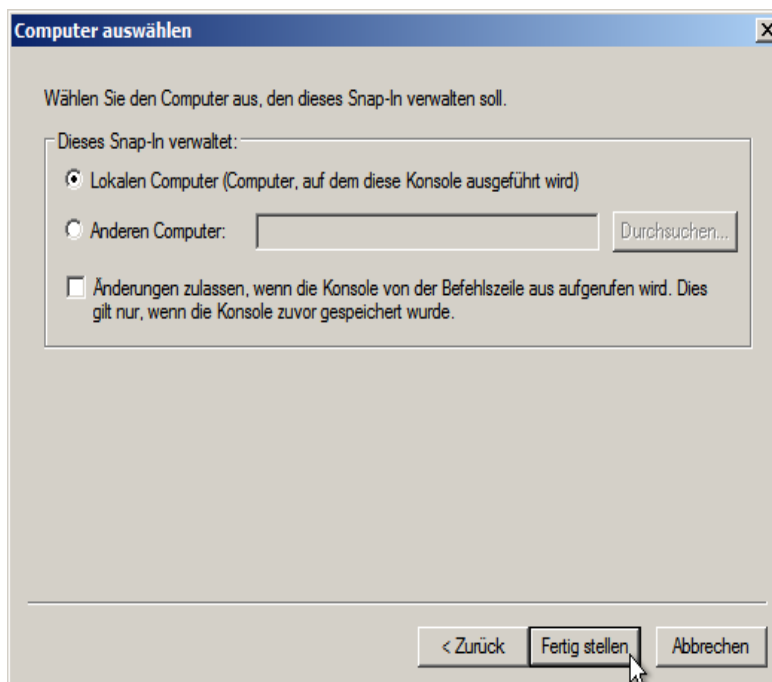 Computer auswählen
Wählen Sie den Computer aus, den dieses Snap-In verwalten soll.
Dieses Snap-In verwaltet:
Lokalen Computer (Computer, auf dem diese Konsole ausgeführt wird)
Anderen Computer:
Durchsuchen...
Änderungen zulassen, wenn die Konsole von der Befehlszeile aus aufgerufen wird. Dies
gilt nur, wenn die Konsole zuvor gespeichert wurde.
< Zurück
Fertig stellen
Abbrechen